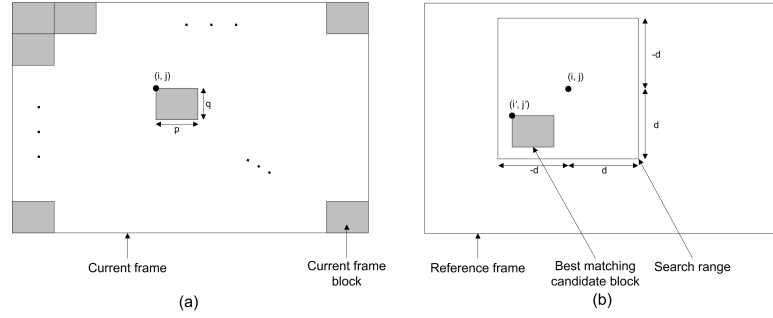 (i, j)
q
p
Current frame
Current frame
block
(a)
-d
(i, j)
(i', j')
d
-d
d
Reference frame
Best matching
candidate block
Search range
(b)